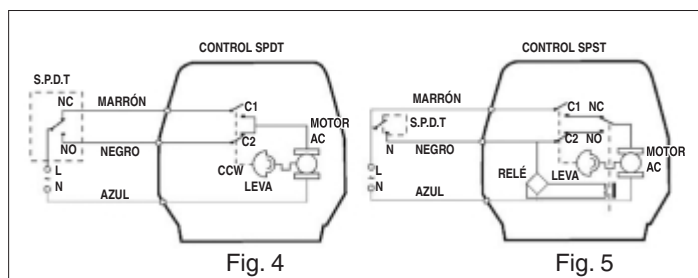 CONTROL SPDT
S.P.D.T
NC
MARRÓN
C1
MOTOR
AC
NO
NEGRO
C2
L
N
CCW
LEVA
AZUL
Fig. 4
CONTROL SPST
MARRÓN
C1
NC
S.P.D.T
N
NEGRO
C2
NO
MOTOR
AC
L
N
RELÉ
LEVA
AZUL
Fig. 5